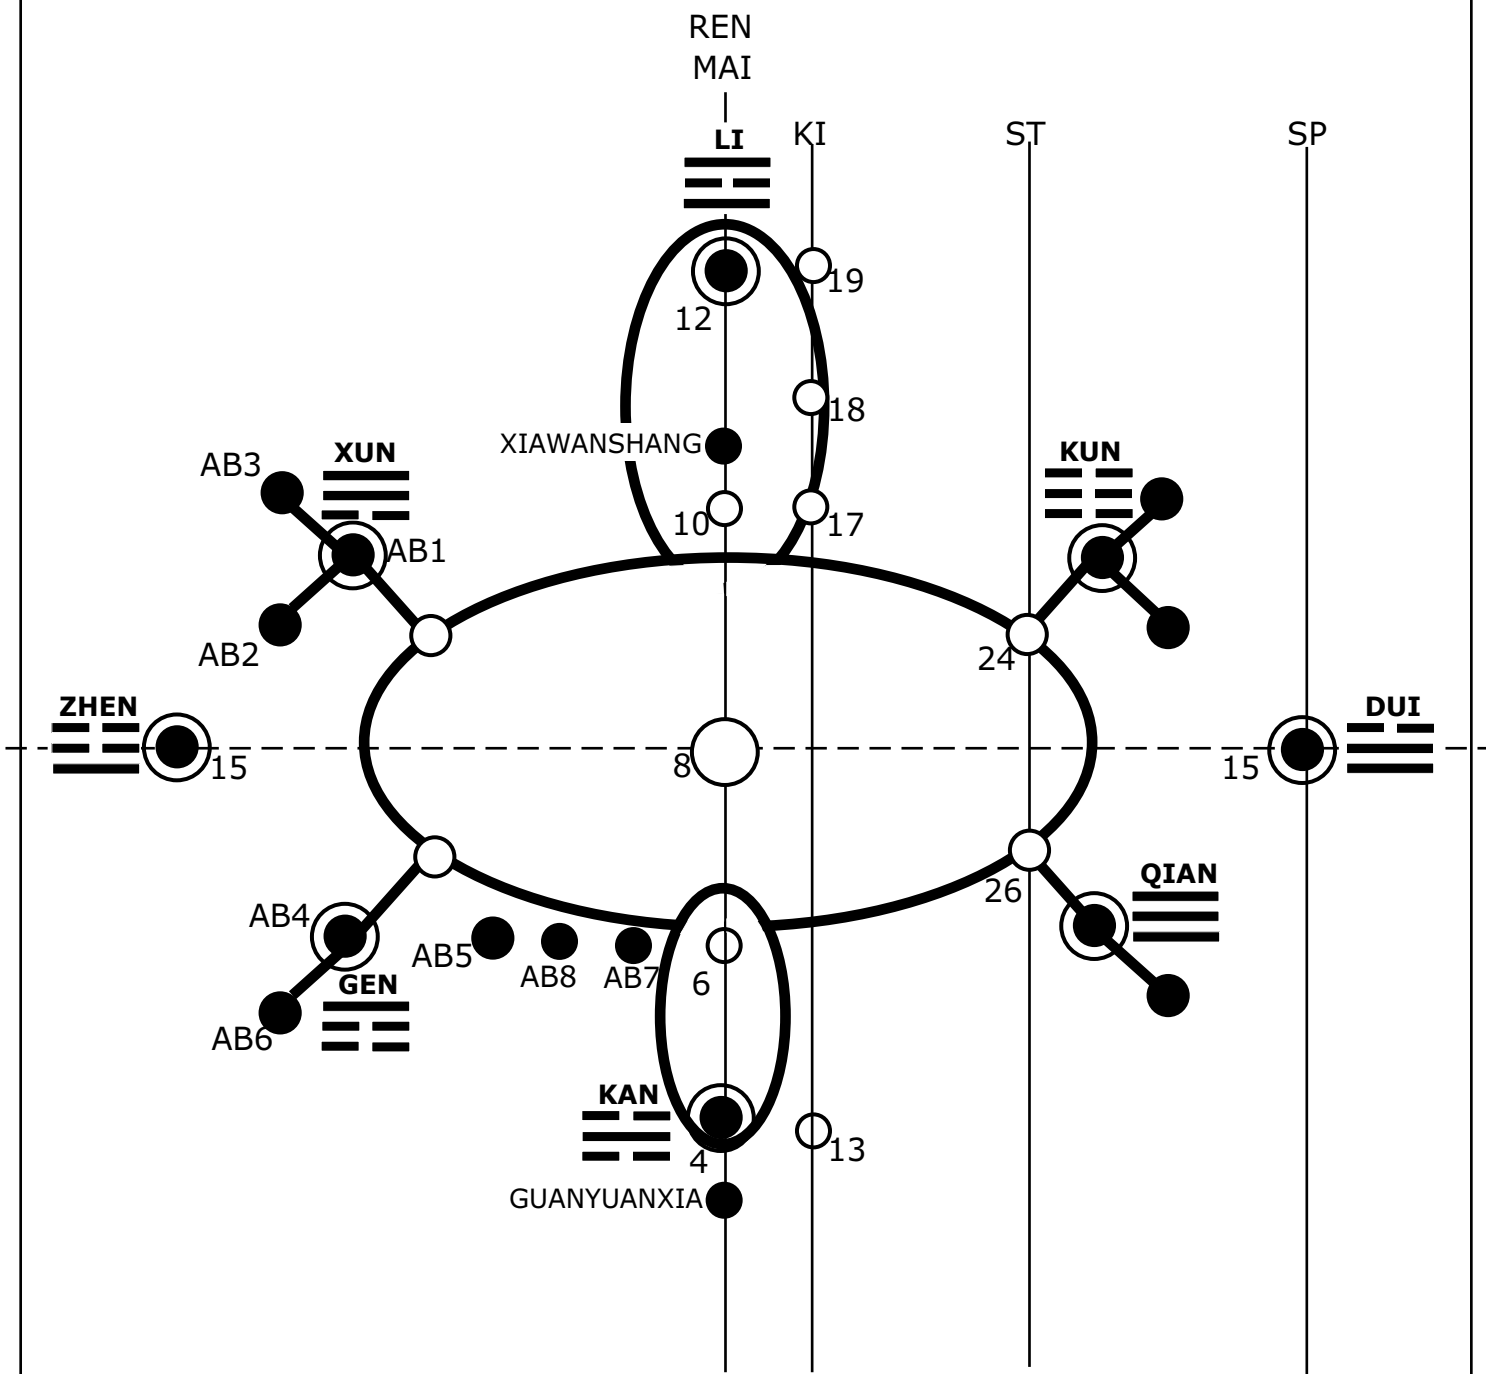 REN
MAI
LI
KI
ST
SP
12
19
18
XIAWANSHANG
10
17
AB3
XUN
AB1
AB2
KUN
24
ZHEN
15
8
15
DUI
26
QIAN
AB4
AB5
AB8
AB7
6
GEN
AB6
KAN
4
13
GUANYUANXIA